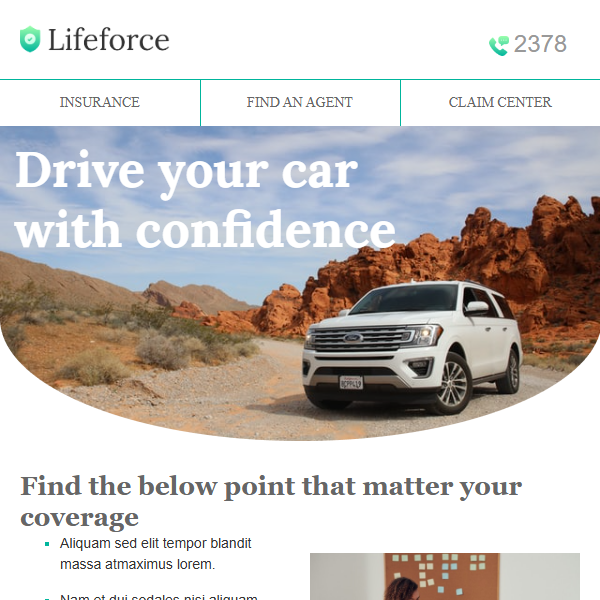 Lifeforce
2378
INSURANCE
FIND AN AGENT
CLAIM CENTER
Drive your car
with confidence
Find the below point that matter your
coverage
Aliquam sed elit tempor blandit
massa atmaximus lorem.
Nam et dui sodales nisi aliquam